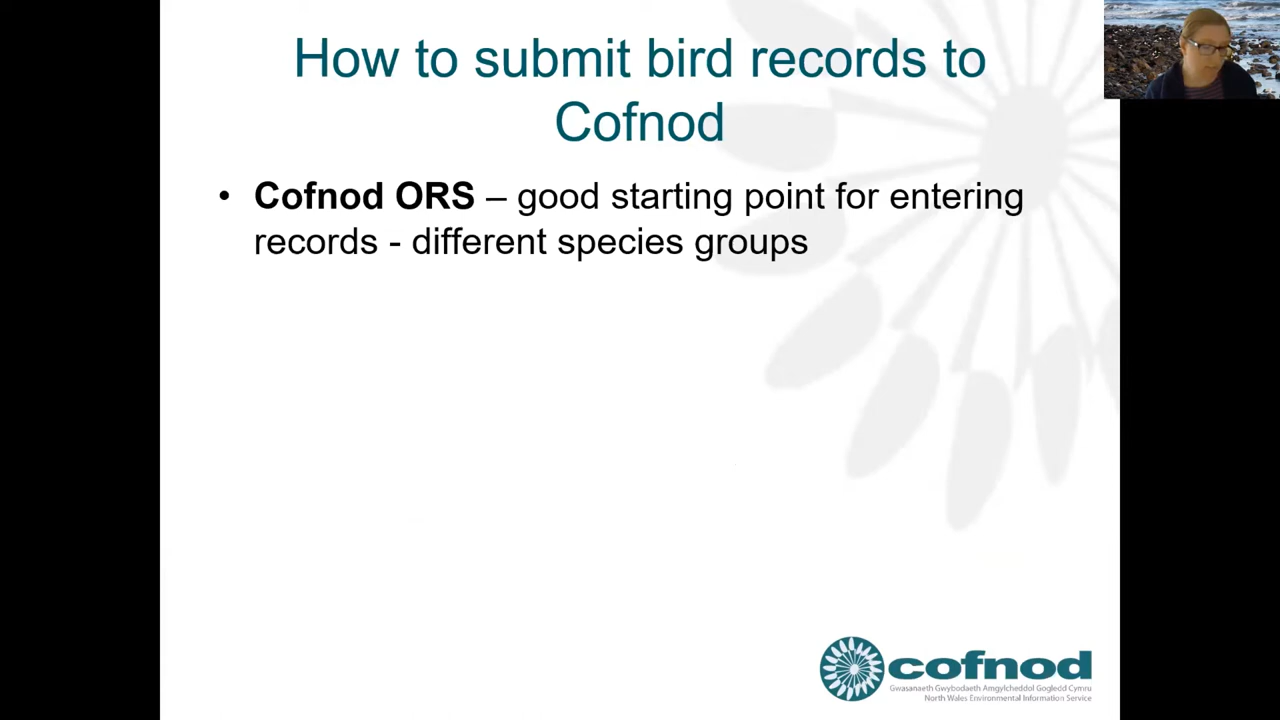 How to submit bird records to
Cofnod
• Cofnod ORS – good starting point for entering
records - different species groups
cofnod
Gwasanaeth Gwybodaeth Amgylcheddol Gogledd Cymru
North Wales Environmental Information Service